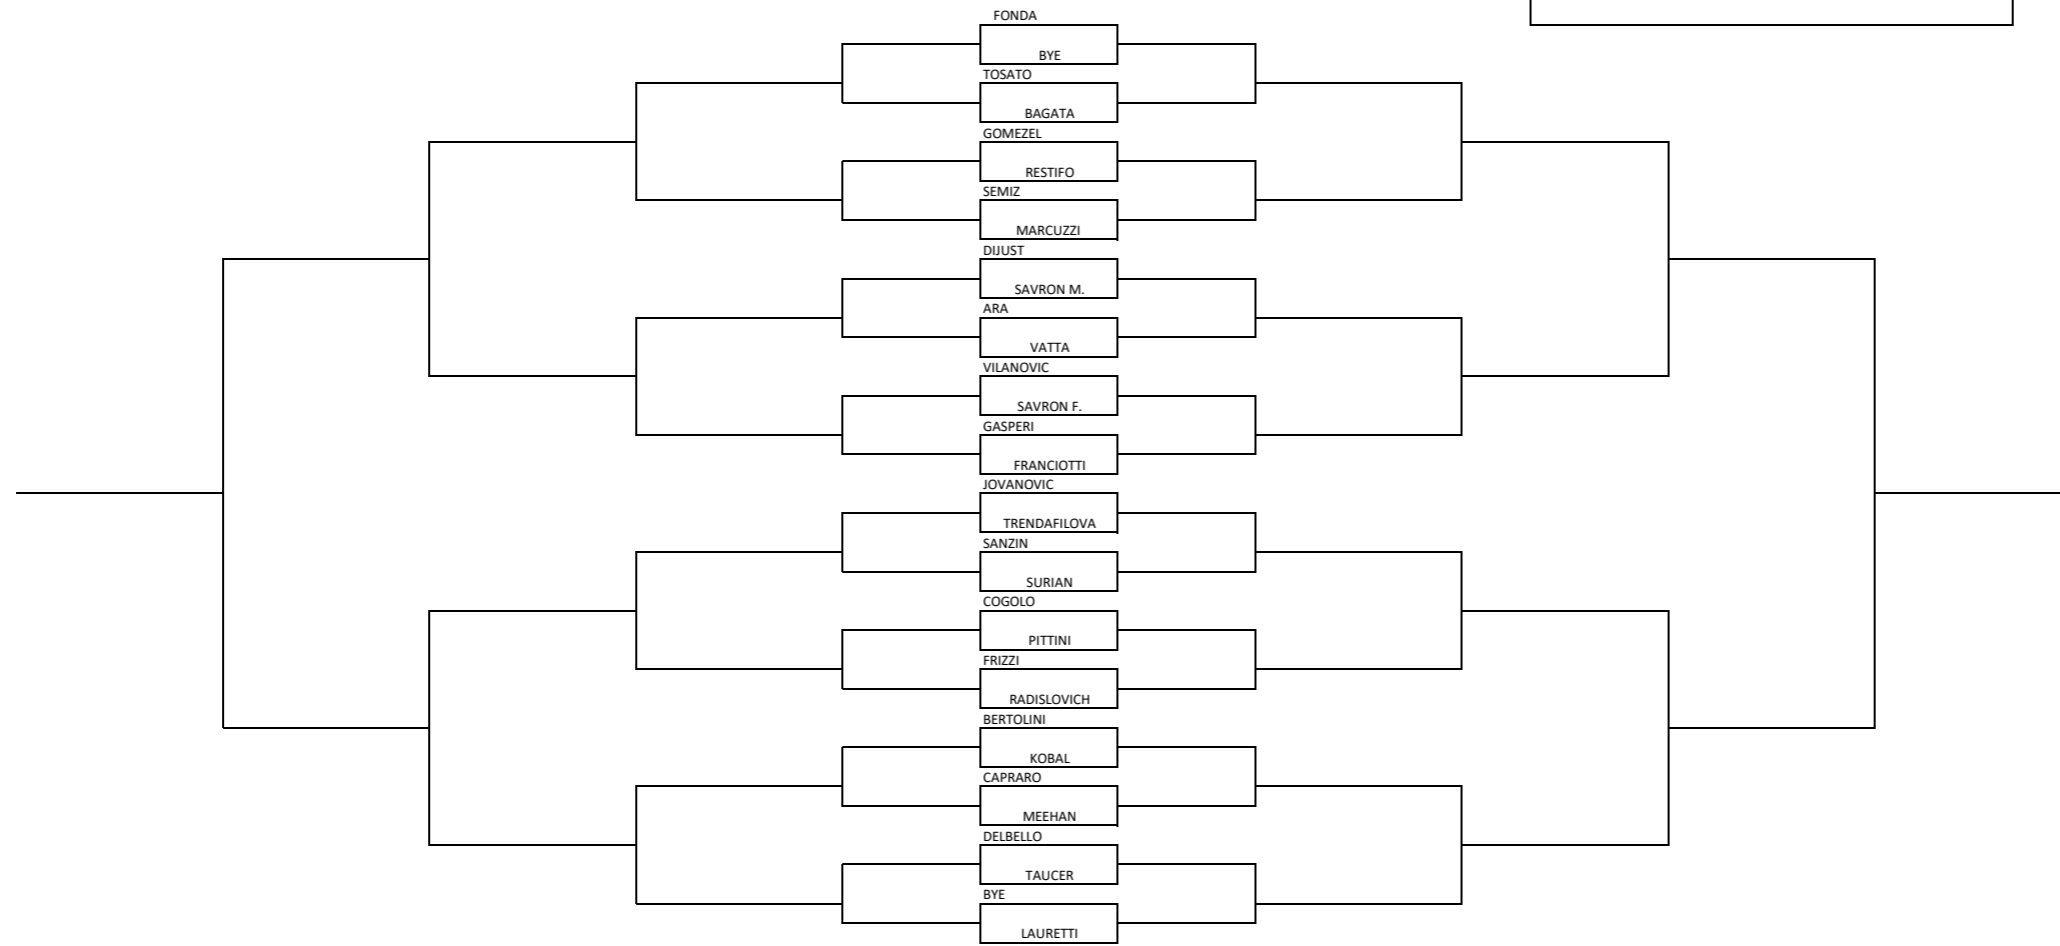 FONDA
BYE
TOSATO
BAGATA
GOMEZEL
RESTIFO
SEMIZ
MARCUZZI
DIJUST
SAVRON M.
ARA
VATTA
VILANOVIC
SAVRON F.
GASPERI
FRANCIOTTI
JOVANOVIC
TRENDAFILOVA
SANZIN
SURIAN
COGOLO
PITTINI
FRIZZI
RADISLOVICH
BERTOLINI
KOBAL
CAPRARO
MEEHAN
DELBELLO
TAUCER
BYE
LAURETTI